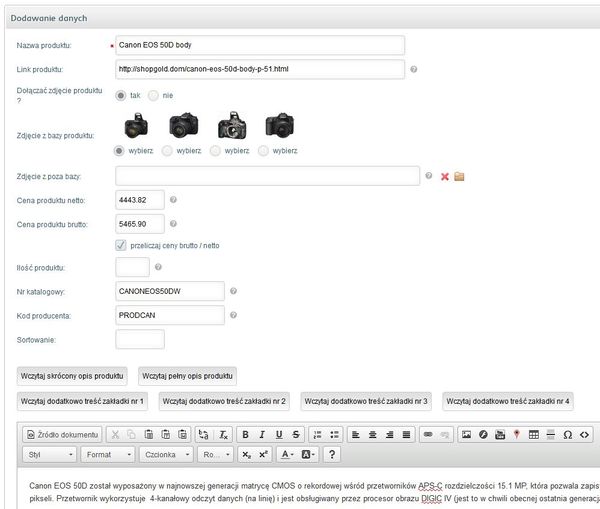 Dodawanie danych
Nazwa produktu: Canon EOS 50D body
Link produktu: http://shopgold.dom/canon-eos-50d-body-p-51.html
Dołączać zdjęcie produktu ? tak nie
Zdjęcie z bazy produktu: wybierz wybierz wybierz wybierz
Zdjęcie z poza bazy:
Cena produktu netto: 4443.82
Cena produktu brutto: 5465.90
przeliczaj ceny brutto / netto
Ilość produktu:
Nr katalogowy: CANONEOS50DW
Kod producenta: PRODCAN
Sortowanie:
Wczytaj skrócony opis produktu Wczytaj pełny opis produktu
Wczytaj dodatkowo treść zakładki nr 1 Wczytaj dodatkowo treść zakładki nr 2 Wczytaj dodatkowo treść zakładki nr 3 Wczytaj dodatkowo treść zakładki nr 4
Źródło dokumentu B I U S
Styl Format Czcionka Ro... x₂ x² A A ?
Canon EOS 50D został wyposażony w najnowszej generacji matrycę CMOS o rekordowej wśród przetworników APS-C rozdzielczości 15.1 MP, która pozwala zapis
pikseli. Przetwornik wykorzystuje 4-kanałowy odczyt danych (na linię) i jest obsługiwany przez procesor obrazu DIGIC IV (jest to w chwili obecnej ostatnia generacj